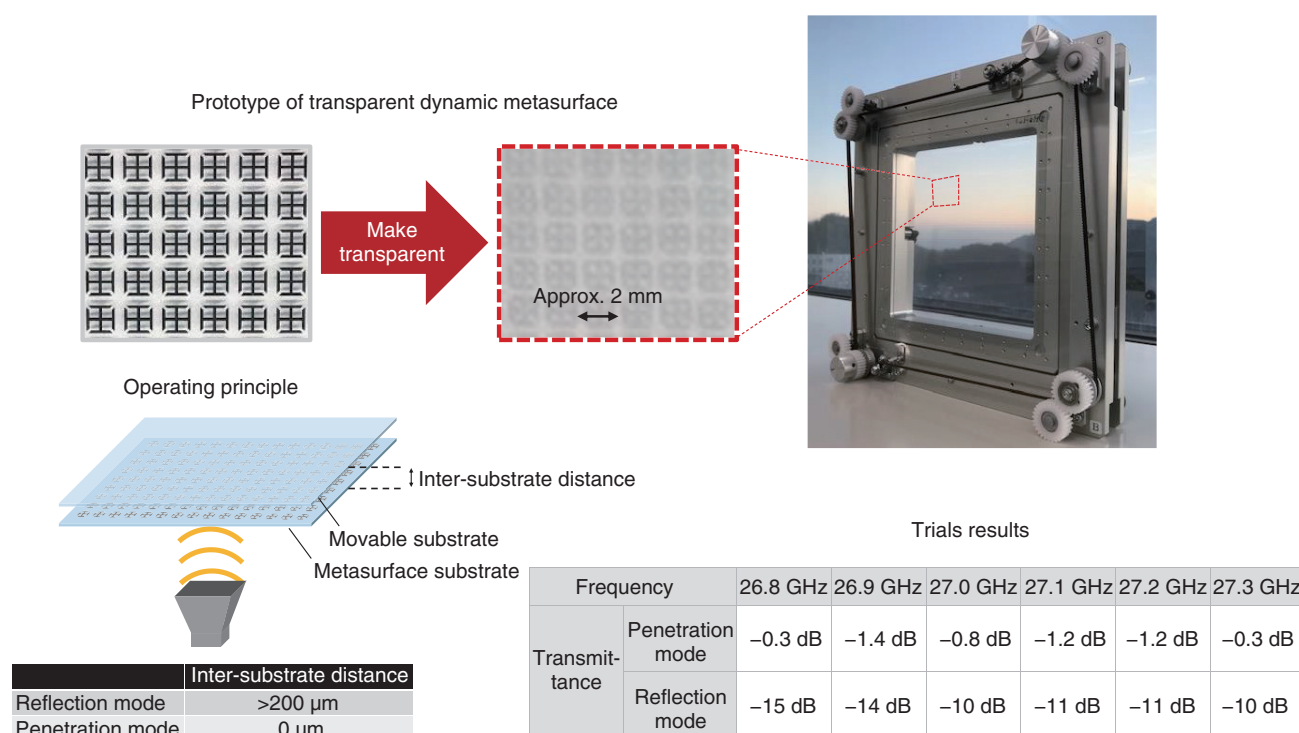 Prototype of transparent dynamic metasurface
Make
transparent
Approx. 2 mm
C
B
Operating principle
Inter-substrate distance
Movable substrate
Metasurface substrate
Inter-substrate distance
Reflection mode >200 μm
Penetration mode 0 μm
Trials results
Frequency 26.8 GHz 26.9 GHz 27.0 GHz 27.1 GHz 27.2 GHz 27.3 GHz
Transmit-
tance
Penetration
mode
–0.3 dB –1.4 dB –0.8 dB –1.2 dB –1.2 dB –0.3 dB
Reflection
mode
–15 dB –14 dB –10 dB –11 dB –11 dB –10 dB